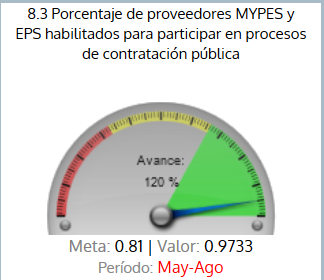 8.3 Porcentaje de proveedores MYPES y
EPS habilitados para participar en procesos
de contratación pública
Avance:
120 %
Meta: 0.81 | Valor: 0.9733
Período: May-Ago